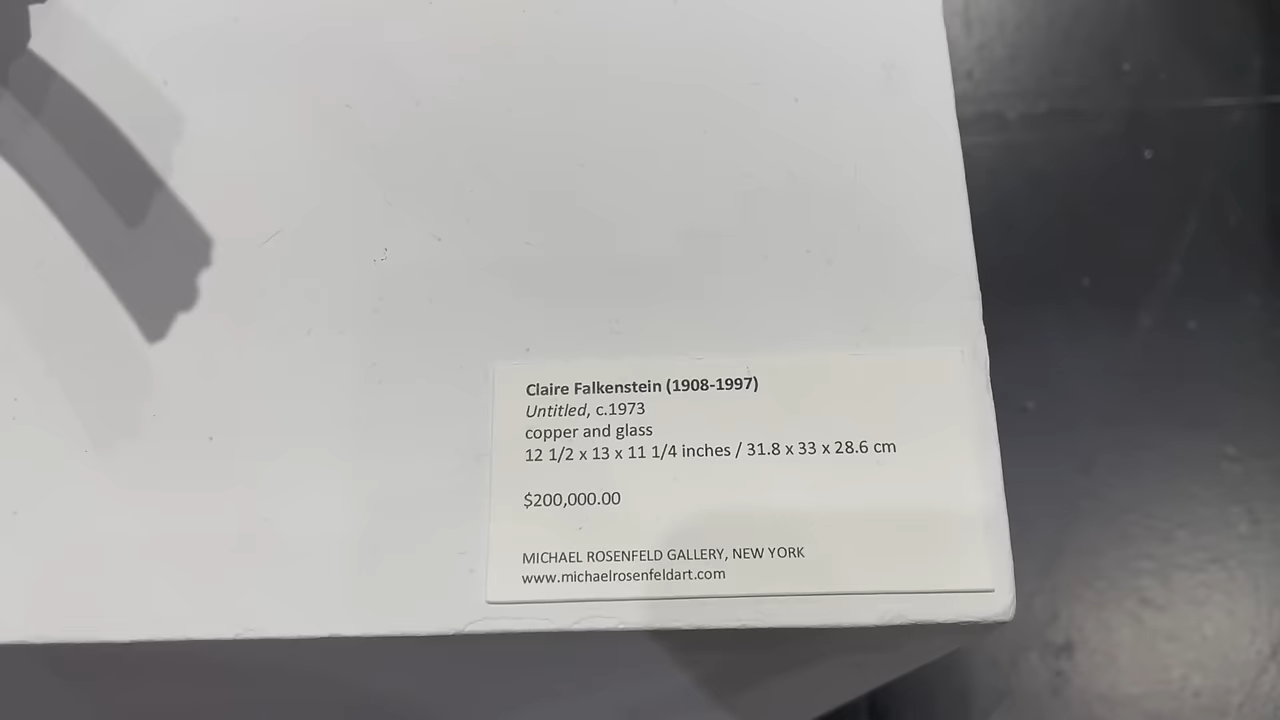 Claire Falkenstein (1908-1997)
Untitled, c.1973
copper and glass
12 1/2 x 13 x 11 1/4 inches / 31.8 x 33 x 28.6 cm
$200,000.00
MICHAEL ROSENFELD GALLERY, NEW YORK
www.michaelrosenfeldart.com